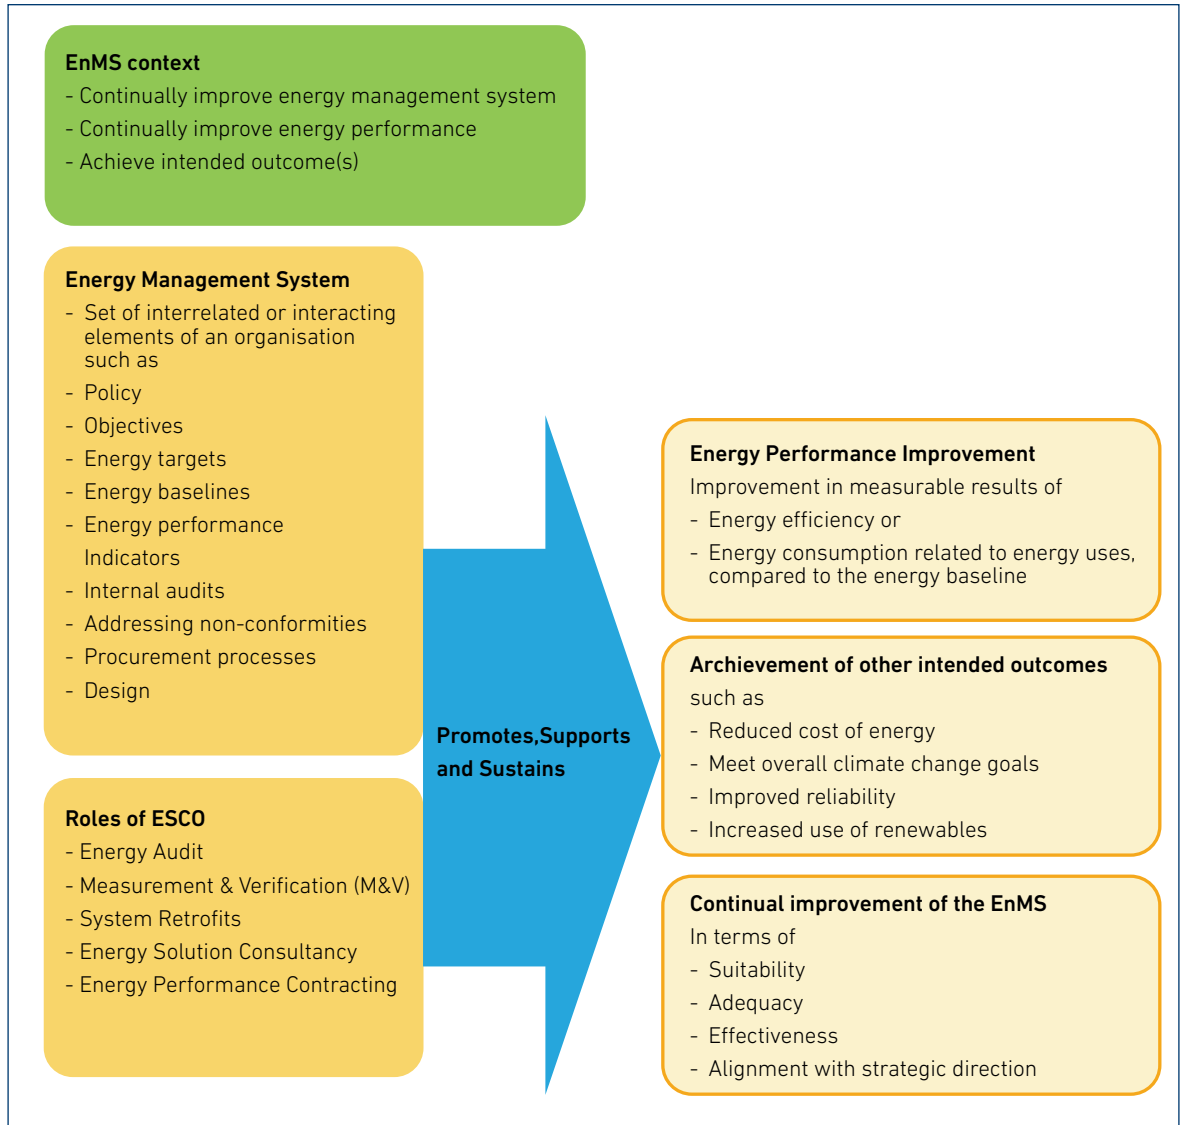 EnMS context
- Continually improve energy management system
- Continually improve energy performance
- Achieve intended outcome(s)
Energy Management System
- Set of interrelated or interacting
elements of an organisation
such as
- Policy
- Objectives
- Energy targets
- Energy baselines
- Energy performance
Indicators
- Internal audits
- Addressing non-conformities
- Procurement processes
- Design
Roles of ESCO
- Energy Audit
- Measurement & Verification (M&V)
- System Retrofits
- Energy Solution Consultancy
- Energy Performance Contracting
Promotes,Supports
and Sustains
Energy Performance Improvement
Improvement in measurable results of
- Energy efficiency or
- Energy consumption related to energy uses,
compared to the energy baseline
Archievement of other intended outcomes
such as
- Reduced cost of energy
- Meet overall climate change goals
- Improved reliability
- Increased use of renewables
Continual improvement of the EnMS
In terms of
- Suitability
- Adequacy
- Effectiveness
- Alignment with strategic direction